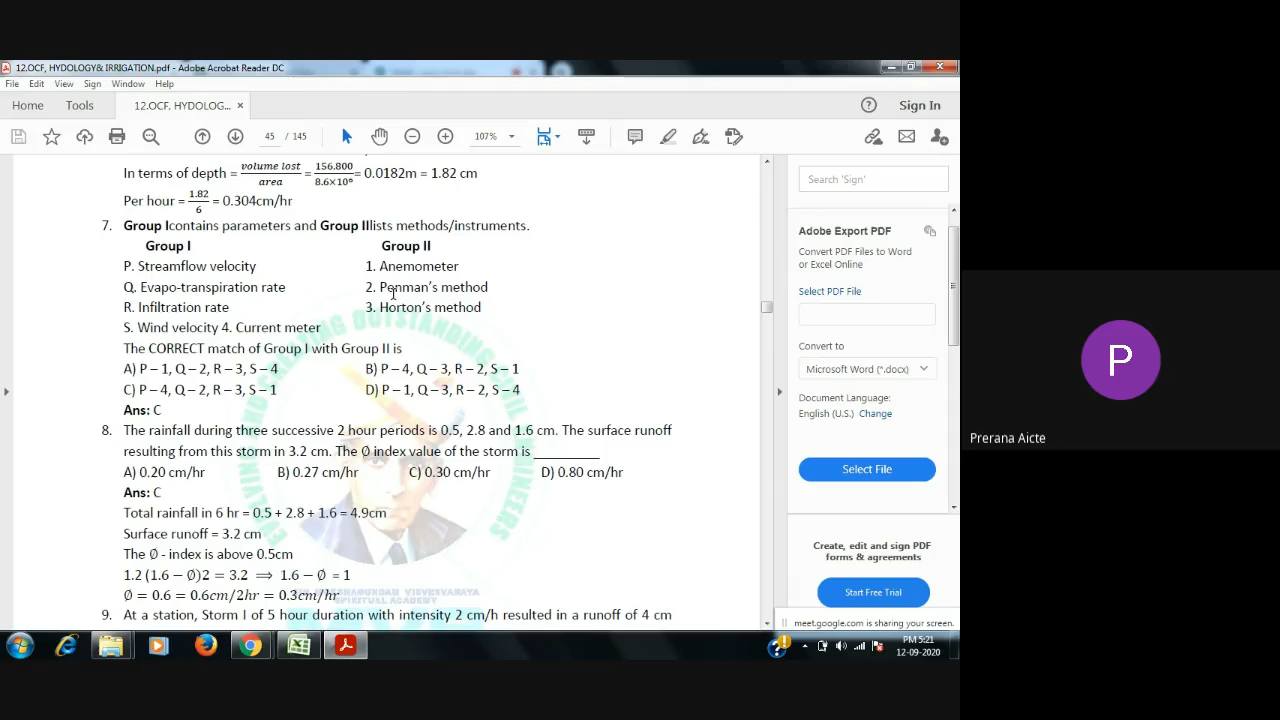 12.OCF, HYDOLOGY& IRRIGATION.pdf - Adobe Acrobat Reader DC
File Edit View Sign Window Help
Home Tools 12.OCF, HYDOLOG... × Sign In
45 / 145 107%
In terms of depth = volume lost/area = 156.800/8.6×10⁶ = 0.0182m = 1.82 cm
Per hour = 1.82/6 = 0.304cm/hr
7. Group Icontains parameters and Group IIlists methods/instruments.
Group I Group II
P. Streamflow velocity 1. Anemometer
Q. Evapo-transpiration rate 2. Penman's method
R. Infiltration rate 3. Horton's method
S. Wind velocity 4. Current meter
The CORRECT match of Group I with Group II is
A) P – 1, Q – 2, R – 3, S – 4 B) P – 4, Q – 3, R – 2, S – 1
C) P – 4, Q – 2, R – 3, S – 1 D) P – 1, Q – 3, R – 2, S – 4
Ans: C
8. The rainfall during three successive 2 hour periods is 0.5, 2.8 and 1.6 cm. The surface runoff
resulting from this storm in 3.2 cm. The Ø index value of the storm is ________
A) 0.20 cm/hr B) 0.27 cm/hr C) 0.30 cm/hr D) 0.80 cm/hr
Ans: C
Total rainfall in 6 hr = 0.5 + 2.8 + 1.6 = 4.9cm
Surface runoff = 3.2 cm
The Ø - index is above 0.5cm
1.2 (1.6 − Ø)2 = 3.2 ⟹ 1.6 − Ø = 1
Ø = 0.6 = 0.6cm/2hr = 0.3cm/hr
9. At a station, Storm I of 5 hour duration with intensity 2 cm/h resulted in a runoff of 4 cm
Search 'Sign'
Adobe Export PDF
Convert PDF Files to Word
or Excel Online
Select PDF File
Convert to
Microsoft Word (*.docx)
Document Language:
English (U.S.) Change
Select File
Create, edit and sign PDF
forms & agreements
Start Free Trial
meet.google.com is sharing your screen.
PM 5:21
12-09-2020
P
Prerana Aicte